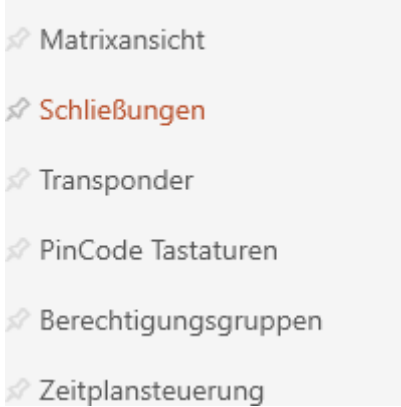 Matrixansicht
Schließungen
Transponder
PinCode Tastaturen
Berechtigungsgruppen
Zeitplansteuerung